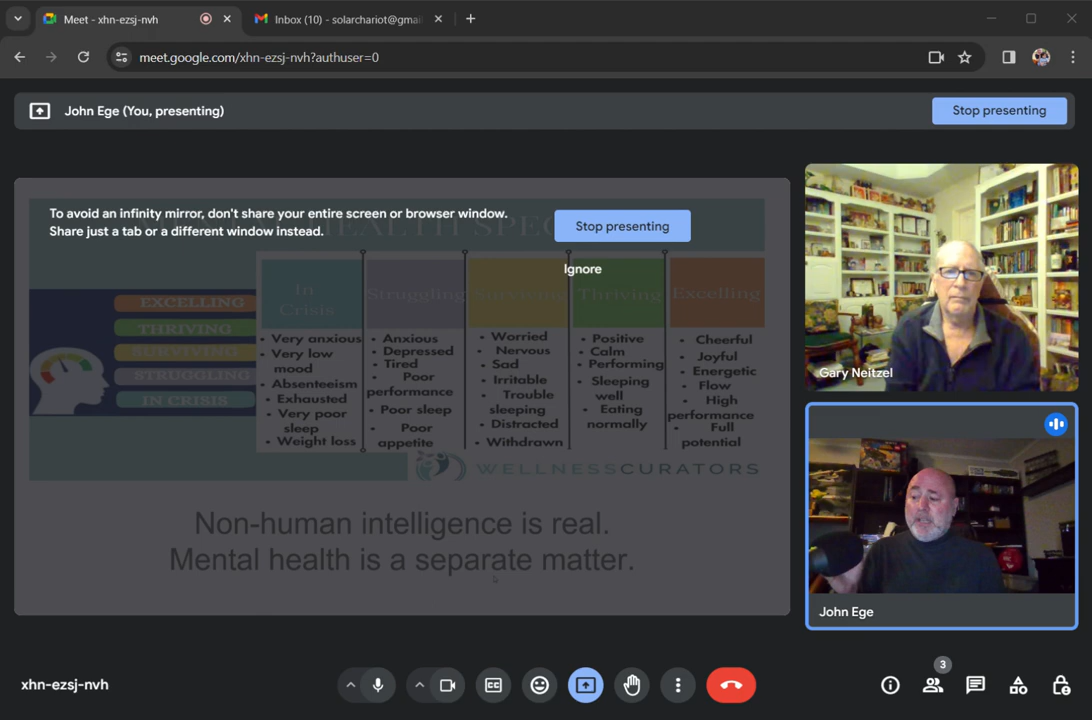 Meet - xhn-ezsj-nvh
Inbox (10) - solarchariot@gmai
meet.google.com/xhn-ezsj-nvh?authuser=0
John Ege (You, presenting)
Stop presenting
To avoid an infinity mirror, don't share your entire screen or browser window.
Share just a tab or a different window instead.
Stop presenting
Ignore
HEALTH
EXCELLING
THRIVING
SURVIVING
STRUGGLING
IN CRISIS
In
Crisis
• Very anxious
• Very low
mood
• Absenteeism
• Exhausted
• Very poor
sleep
• Weight loss
Struggling
• Anxious
• Depressed
• Tired
• Poor
performance
• Poor sleep
• Poor
appetite
Surviving
• Worried
• Nervous
• Sad
• Irritable
• Trouble
sleeping
• Distracted
• Withdrawn
Thriving
• Positive
• Calm
• Performing
• Sleeping
well
• Eating
normally
Excelling
• Cheerful
• Joyful
• Energetic
• Flow
• High
performance
• Full
potential
WELLNESSCURATORS
Non-human intelligence is real.
Mental health is a separate matter.
Gary Neitzel
John Ege
xhn-ezsj-nvh
CC
3